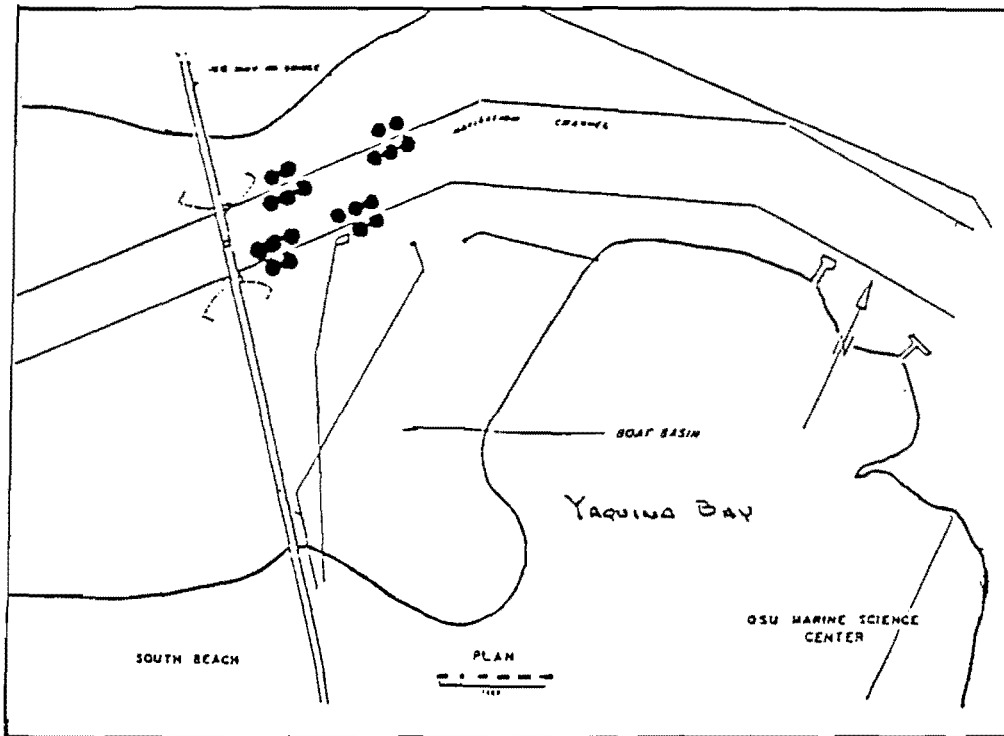 NAVIGATION CHANNEL
BOAT BASIN
YAQUINA BAY
OSU MARINE SCIENCE
CENTER
SOUTH BEACH
PLAN
N